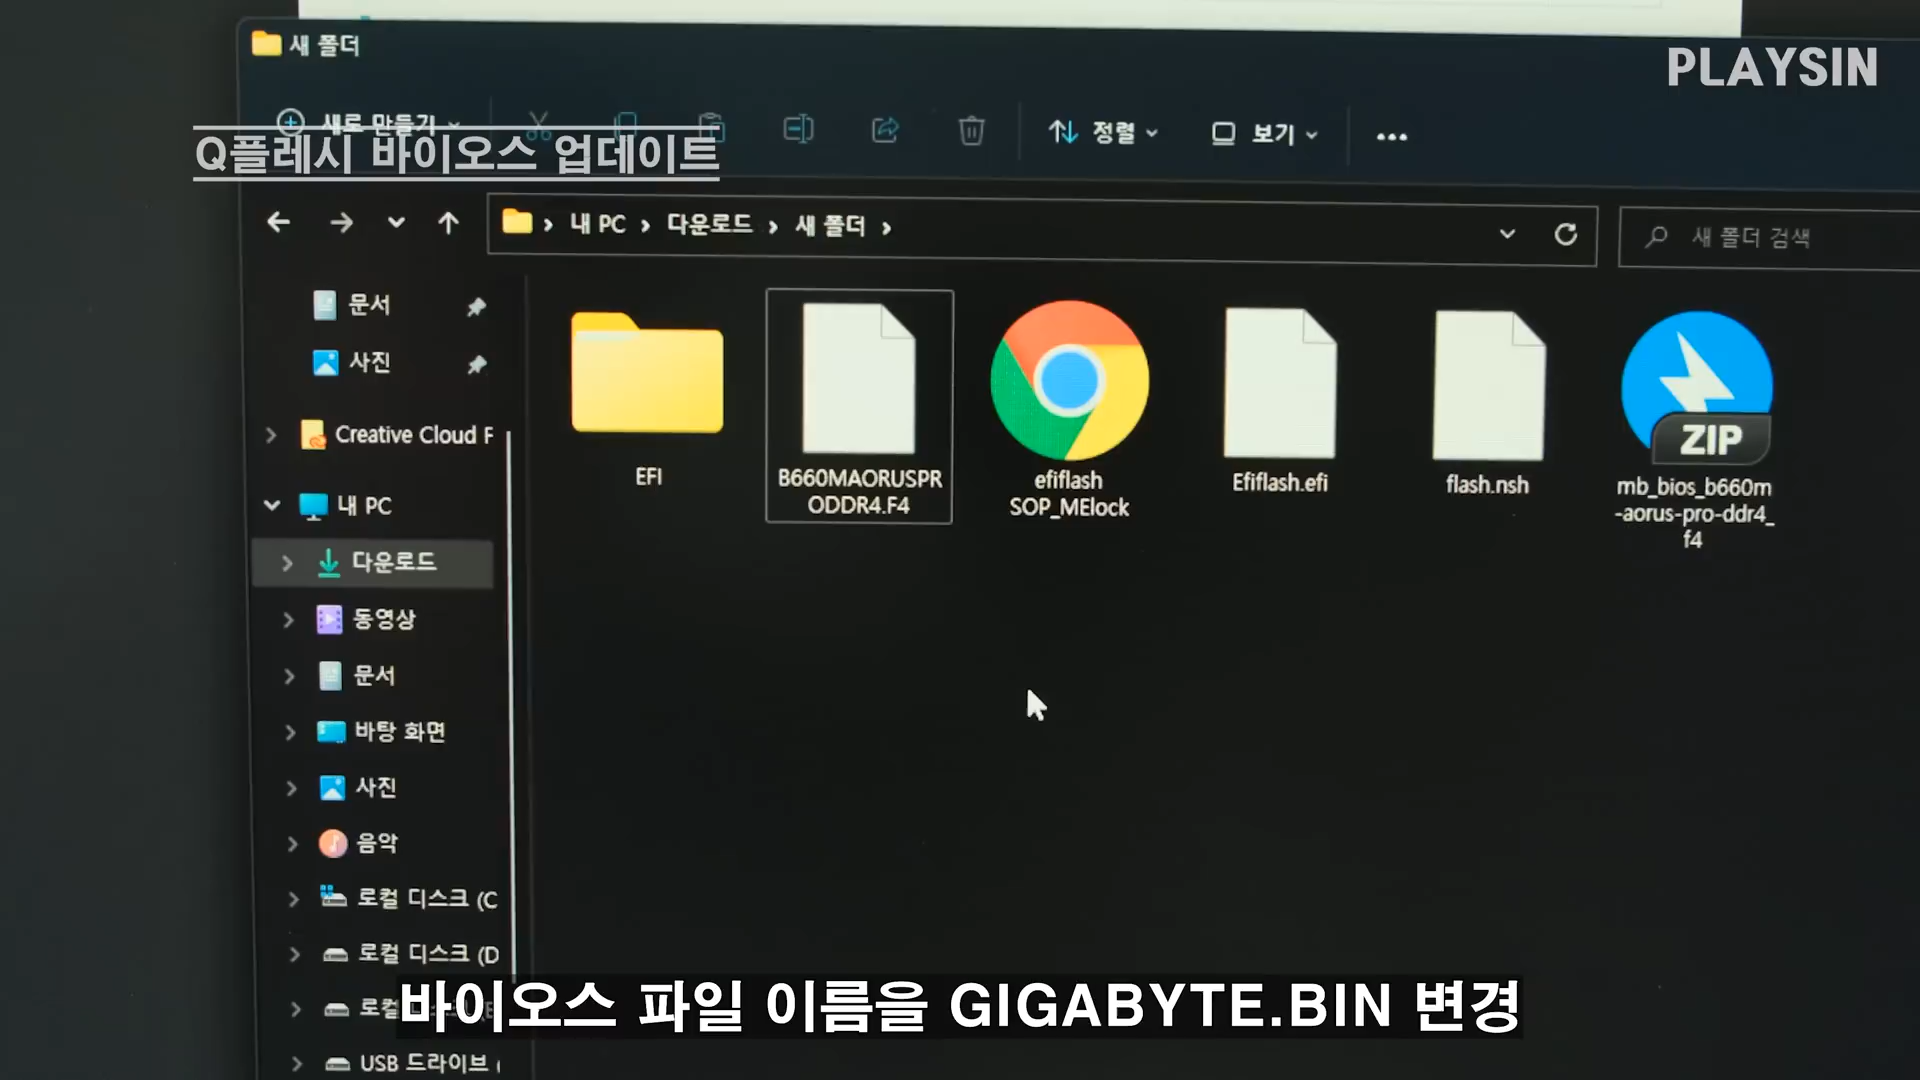 새 폴더
PLAYSIN
새로 만들기
정렬
보기
Q플레시 바이오스 업데이트
내 PC
다운로드
새 폴더
새 폴더 검색
문서
사진
Creative Cloud F
내 PC
다운로드
동영상
문서
바탕 화면
사진
음악
로컬 디스크 (C
로컬 디스크 (D
로컬
USB 드라이브 (
EFI
B660MAORUSPR
ODDR4.F4
efiflash
SOP_MElock
Efiflash.efi
flash.nsh
ZIP
mb_bios_b660m
-aorus-pro-ddr4_
f4
바이오스 파일 이름을 GIGABYTE.BIN 변경